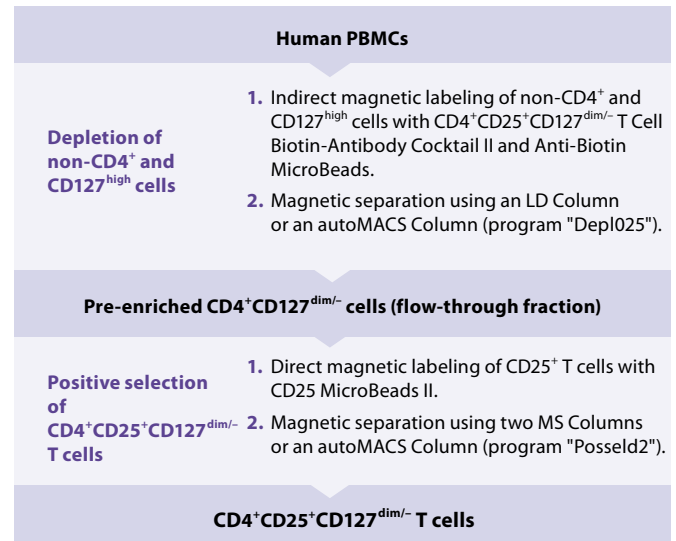 Human PBMCs
Depletion of
non-CD4⁺ and
CD127ʰⁱᵍʰ cells
1. Indirect magnetic labeling of non-CD4⁺ and
CD127ʰⁱᵍʰ cells with CD4⁺CD25⁺CD127ᵈⁱᵐ/⁻ T Cell
Biotin-Antibody Cocktail II and Anti-Biotin
MicroBeads.
2. Magnetic separation using an LD Column
or an autoMACS Column (program "Depl025").
Pre-enriched CD4⁺CD127ᵈⁱᵐ/⁻ cells (flow-through fraction)
Positive selection
of
CD4⁺CD25⁺CD127ᵈⁱᵐ/⁻
T cells
1. Direct magnetic labeling of CD25⁺ T cells with
CD25 MicroBeads II.
2. Magnetic separation using two MS Columns
or an autoMACS Column (program "Posseld2").
CD4⁺CD25⁺CD127ᵈⁱᵐ/⁻ T cells